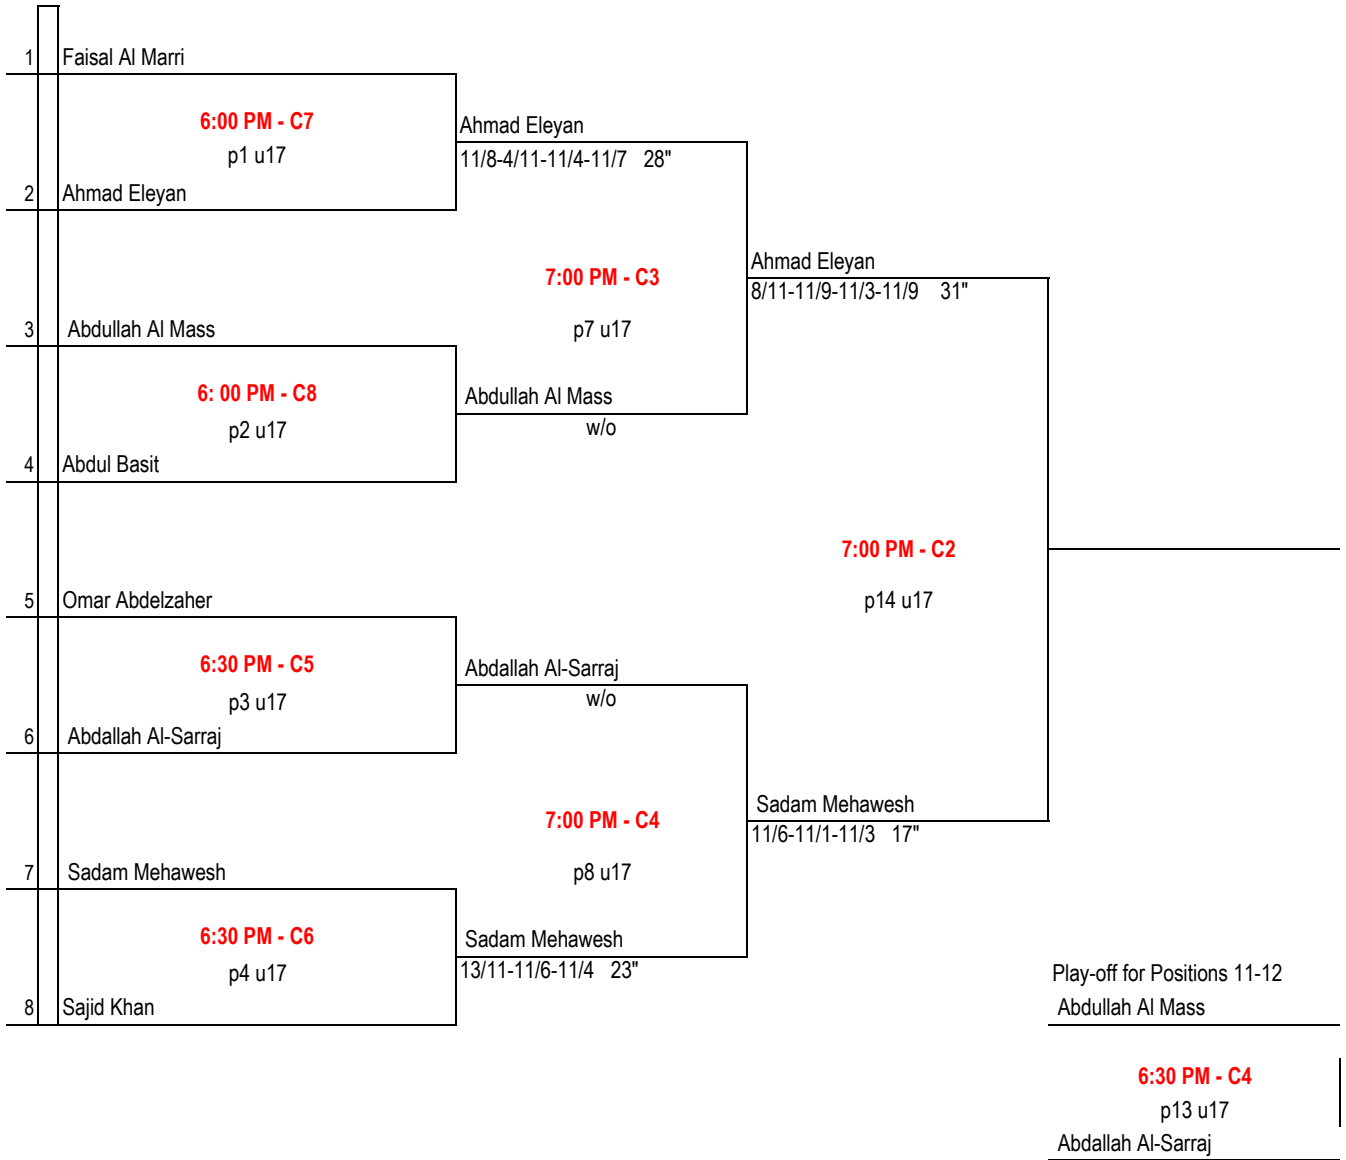 1 Faisal Al Marri
6:00 PM - C7
Ahmad Eleyan
p1 u17
11/8-4/11-11/4-11/7 28"
2 Ahmad Eleyan
Ahmad Eleyan
7:00 PM - C3
8/11-11/9-11/3-11/9 31"
3 Abdullah Al Mass
p7 u17
6: 00 PM - C8
Abdullah Al Mass
p2 u17
w/o
4 Abdul Basit
7:00 PM - C2
5 Omar Abdelzaher
p14 u17
6:30 PM - C5
Abdallah Al-Sarraj
p3 u17
w/o
6 Abdallah Al-Sarraj
Sadam Mehawesh
7:00 PM - C4
11/6-11/1-11/3 17"
7 Sadam Mehawesh
p8 u17
6:30 PM - C6
Sadam Mehawesh
p4 u17
13/11-11/6-11/4 23"
Play-off for Positions 11-12
8 Sajid Khan
Abdullah Al Mass
6:30 PM - C4
p13 u17
Abdallah Al-Sarraj